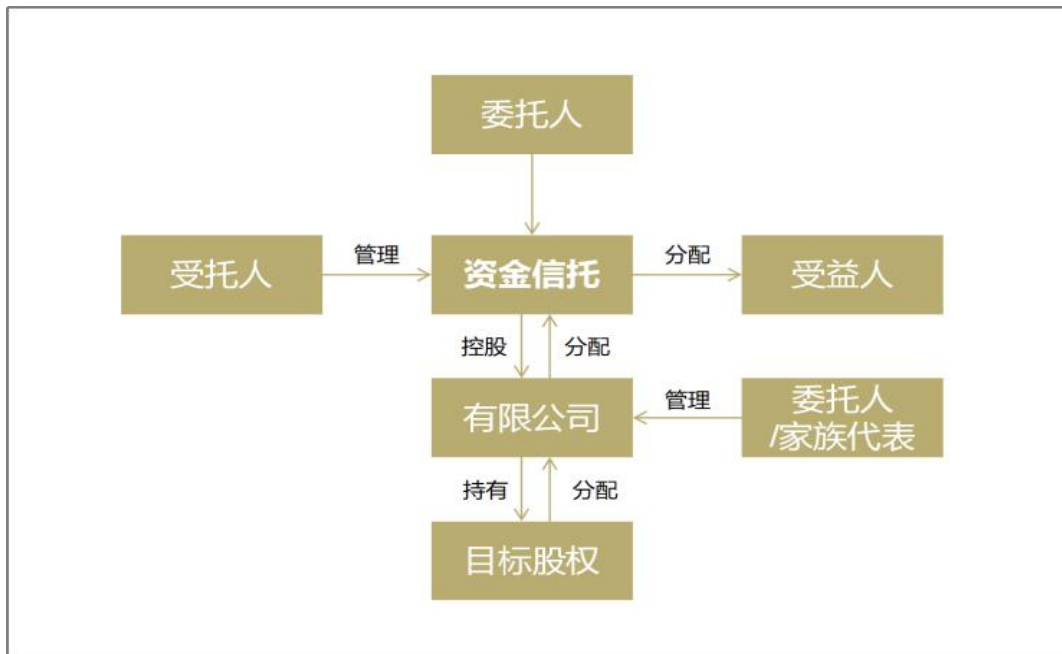 委托人
受托人
管理
资金信托
分配
受益人
控股
分配
有限公司
管理
委托人
/家族代表
持有
分配
目标股权